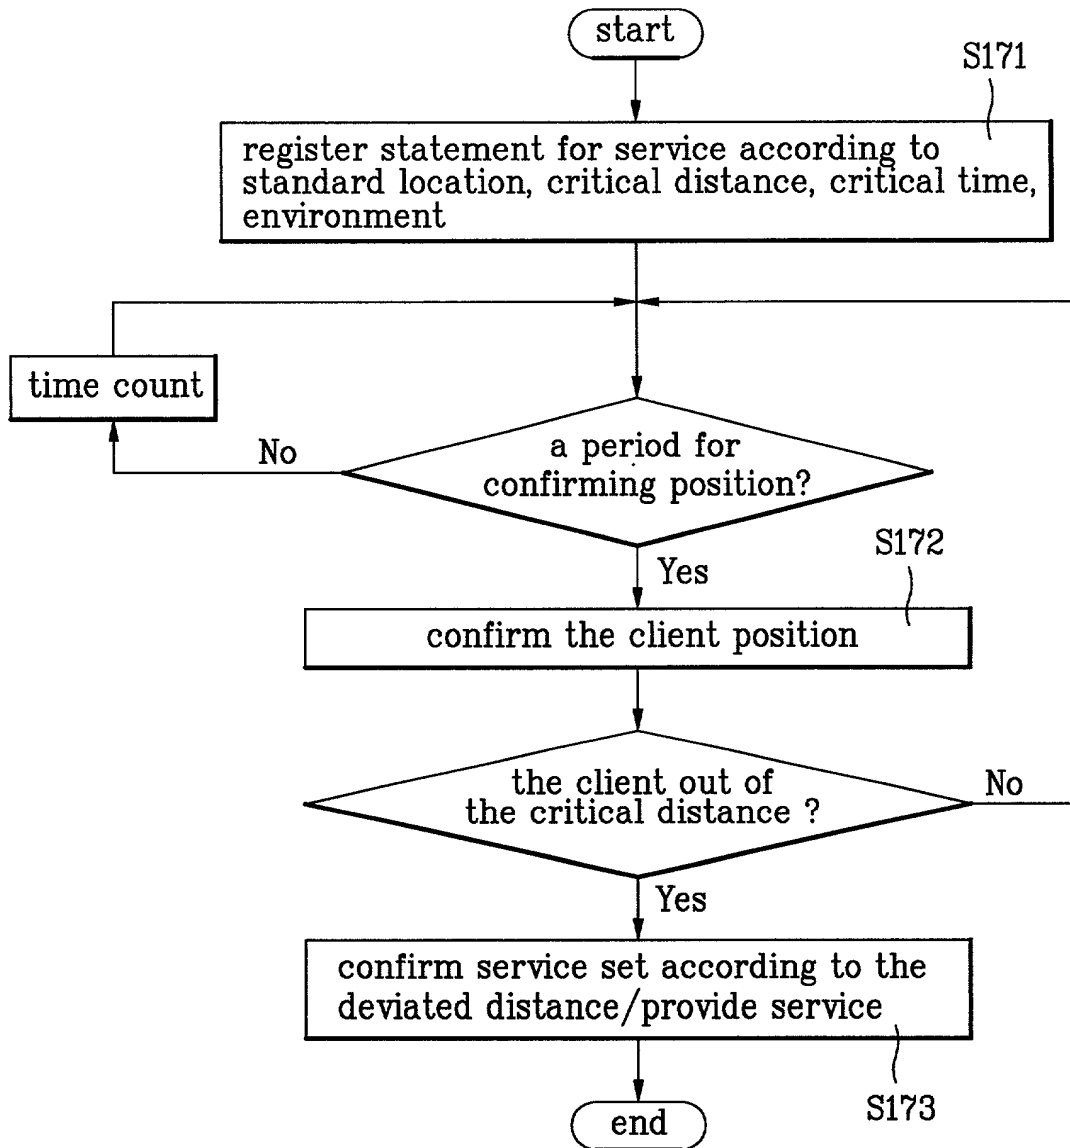 start
S171
register statement for service according to
standard location, critical distance, critical time,
environment
time count
No
a period for
confirming position?
S172
Yes
confirm the client position
the client out of
the critical distance ?
No
Yes
confirm service set according to the
deviated distance/provide service
S173
end